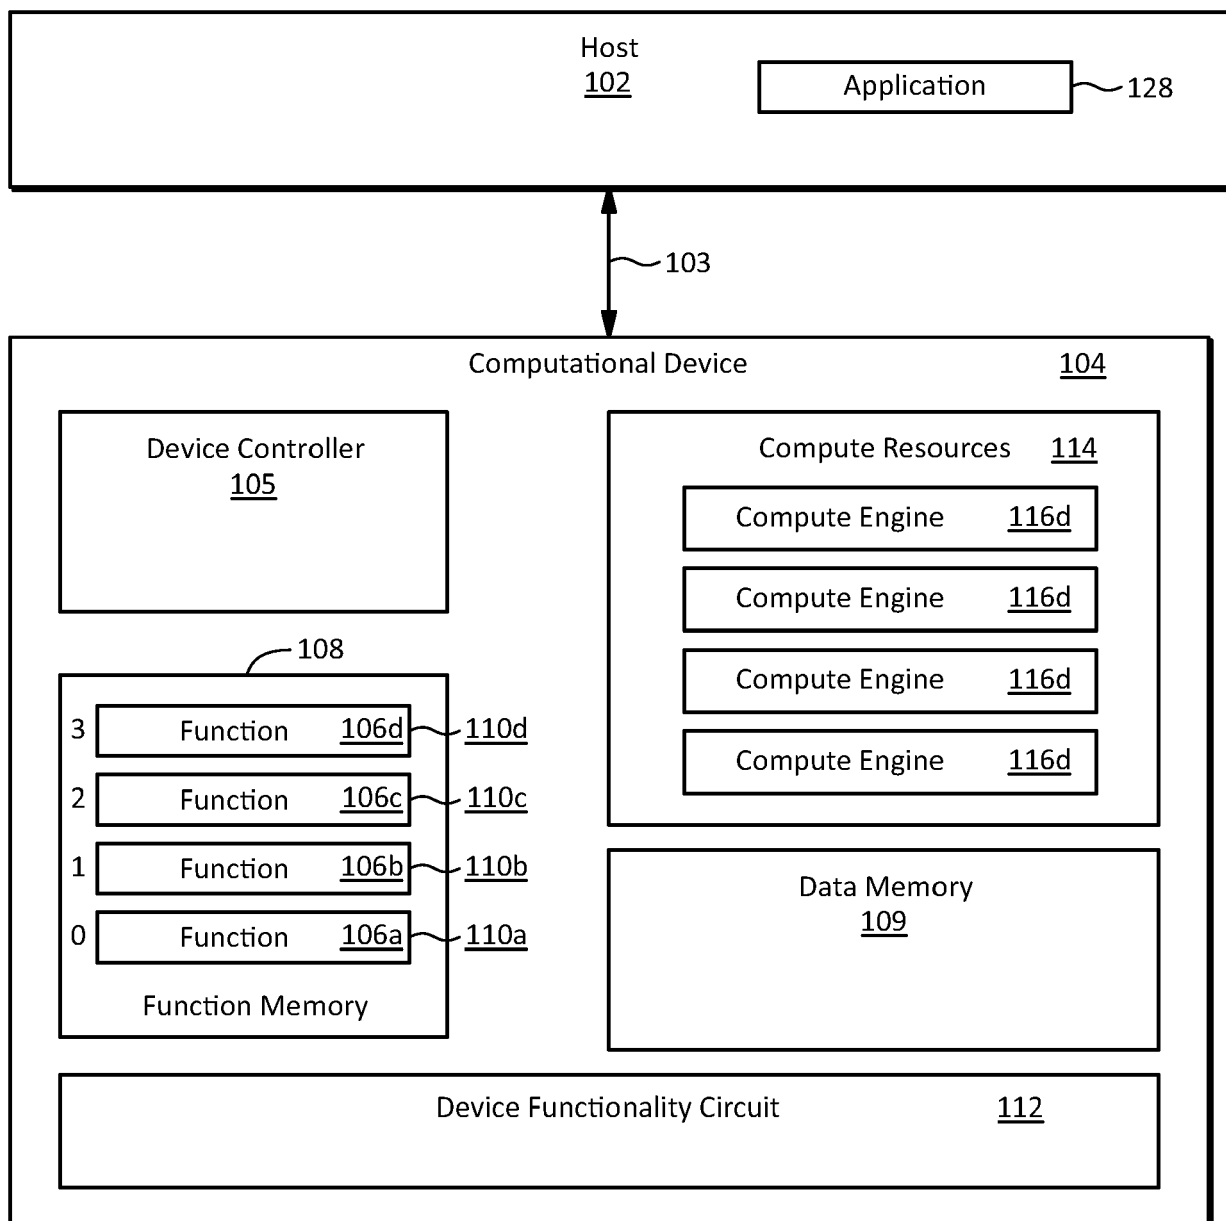 Host
102
Application
128
103
Computational Device 104
Device Controller
105
Compute Resources 114
Compute Engine 116d
Compute Engine 116d
Compute Engine 116d
Compute Engine 116d
108
3 Function 106d 110d
2 Function 106c 110c
1 Function 106b 110b
0 Function 106a 110a
Function Memory
Data Memory
109
Device Functionality Circuit 112